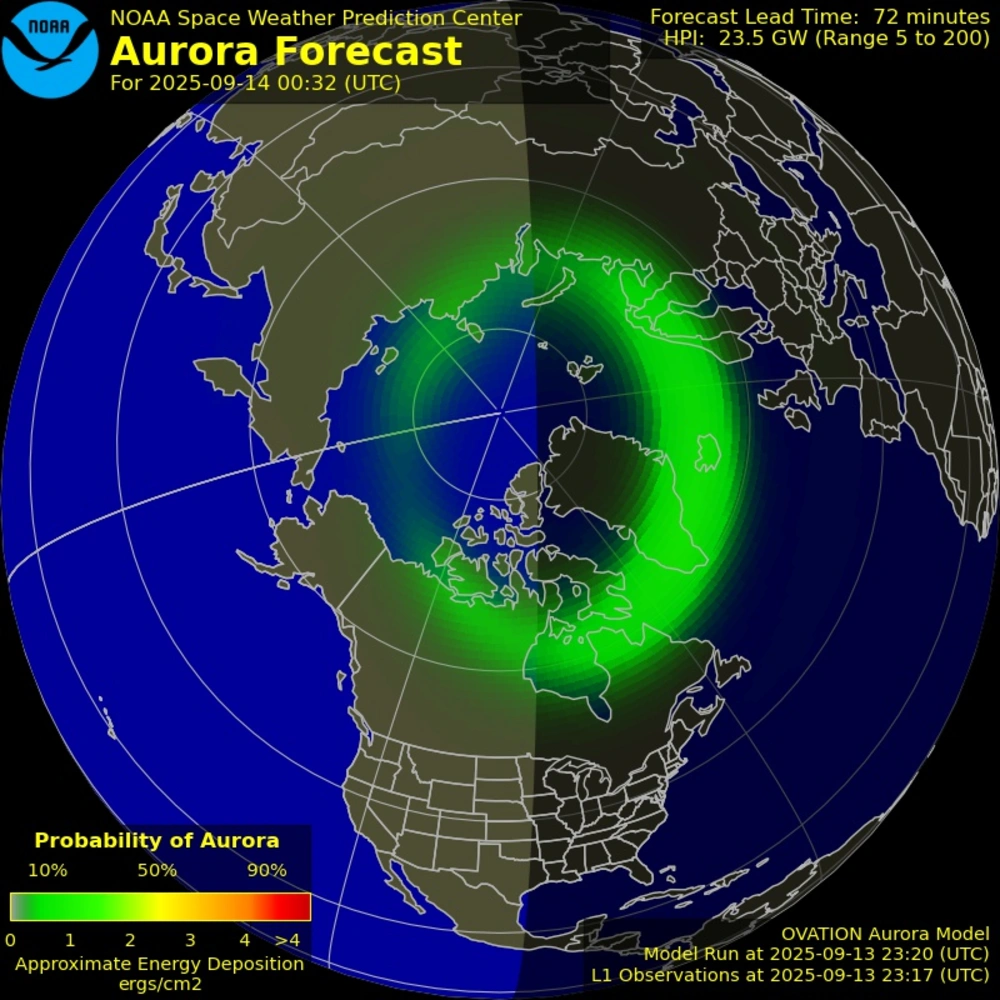 NOAA
NOAA Space Weather Prediction Center
Aurora Forecast
For 2025-09-14 00:32 (UTC)
Forecast Lead Time: 72 minutes
HPI: 23.5 GW (Range 5 to 200)
Probability of Aurora
10% 50% 90%
0 1 2 3 4 >4
Approximate Energy Deposition
ergs/cm2
OVATION Aurora Model
Model Run at 2025-09-13 23:20 (UTC)
L1 Observations at 2025-09-13 23:17 (UTC)